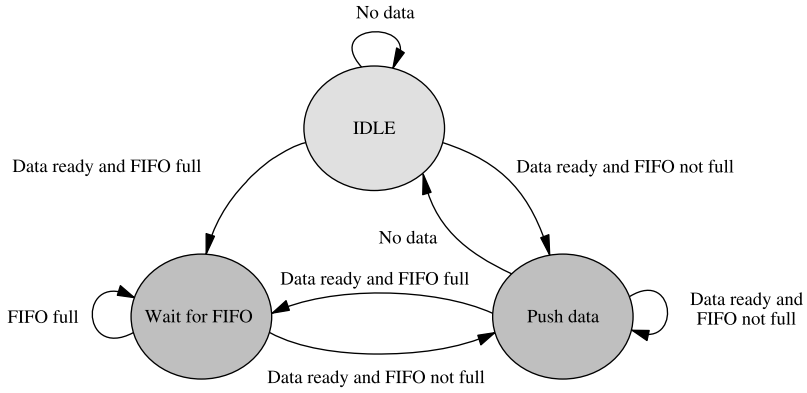 No data
IDLE
Data ready and FIFO full
Data ready and FIFO not full
No data
Data ready and FIFO full
FIFO full
Wait for FIFO
Push data
Data ready and
FIFO not full
Data ready and FIFO not full